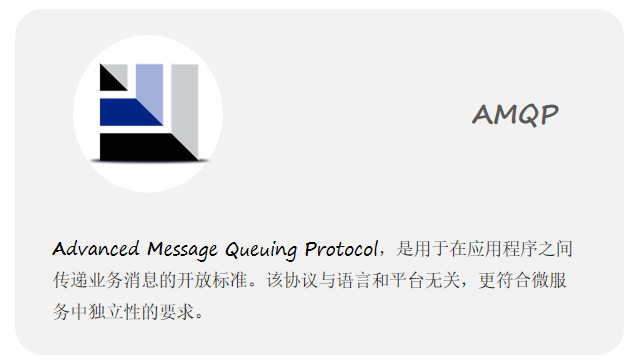 AMQP
Advanced Message Queuing Protocol，是用于在应用程序之间
传递业务消息的开放标准。该协议与语言和平台无关，更符合微服
务中独立性的要求。